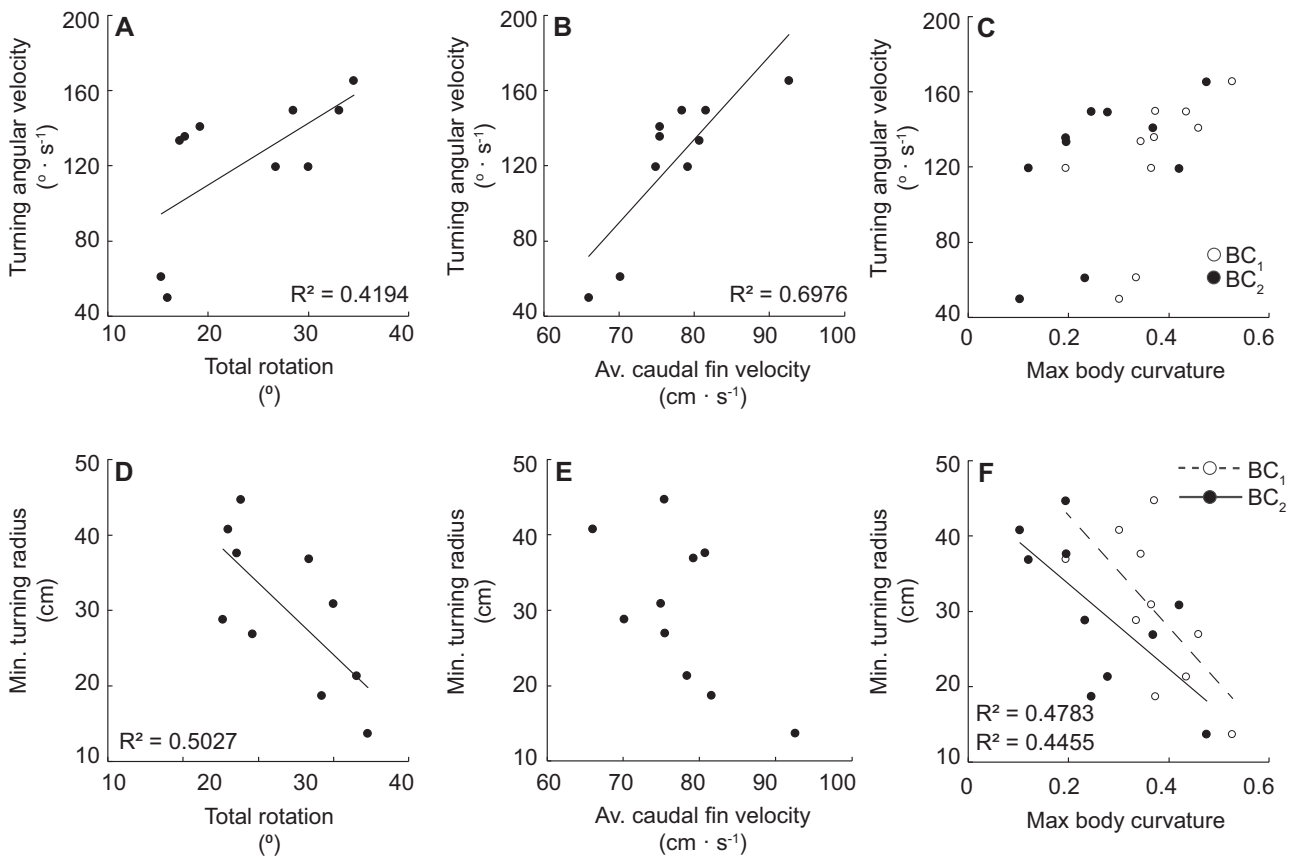 A
Turning angular velocity
(º · s-1)
200
160
120
80
40
R² = 0.4194
10
20
30
40
Total rotation
(º)
B
Turning angular velocity
(º · s-1)
200
160
120
80
40
R² = 0.6976
60
70
80
90
100
Av. caudal fin velocity
(cm · s-1)
C
Turning angular velocity
(º · s-1)
200
160
120
80
40
BC1
BC2
0
0.2
0.4
0.6
Max body curvature
D
Min. turning radius
(cm)
50
40
30
20
10
R² = 0.5027
10
20
30
40
Total rotation
(º)
E
Min. turning radius
(cm)
50
40
30
20
10
60
70
80
90
100
Av. caudal fin velocity
(cm · s-1)
F
BC1
BC2
Min. turning radius
(cm)
50
40
30
20
10
R² = 0.4783
R² = 0.4455
0
0.2
0.4
0.6
Max body curvature